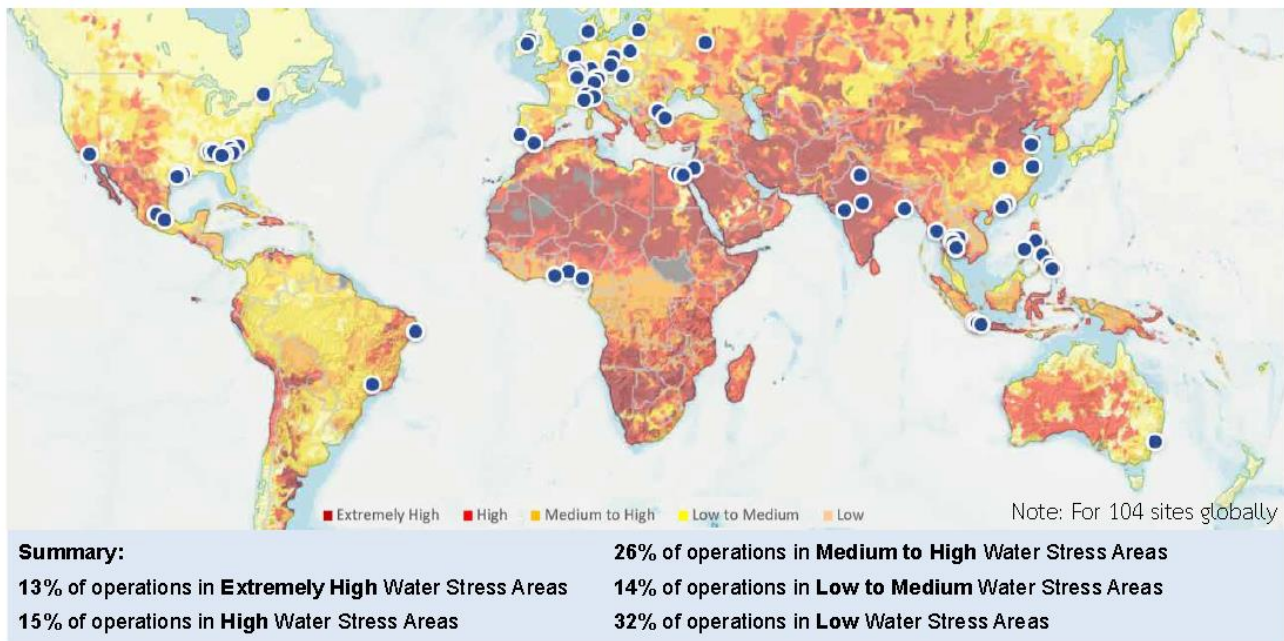 Extremely High High Medium to High Low to Medium Low
Note: For 104 sites globally
Summary:
13% of operations in Extremely High Water Stress Areas
15% of operations in High Water Stress Areas
26% of operations in Medium to High Water Stress Areas
14% of operations in Low to Medium Water Stress Areas
32% of operations in Low Water Stress Areas